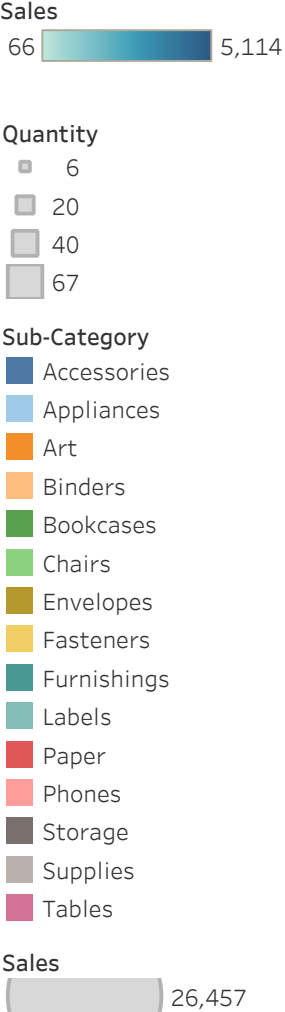 Sales
66 5,114
Quantity
6
20
40
67
Sub-Category
Accessories
Appliances
Art
Binders
Bookcases
Chairs
Envelopes
Fasteners
Furnishings
Labels
Paper
Phones
Storage
Supplies
Tables
Sales
26,457